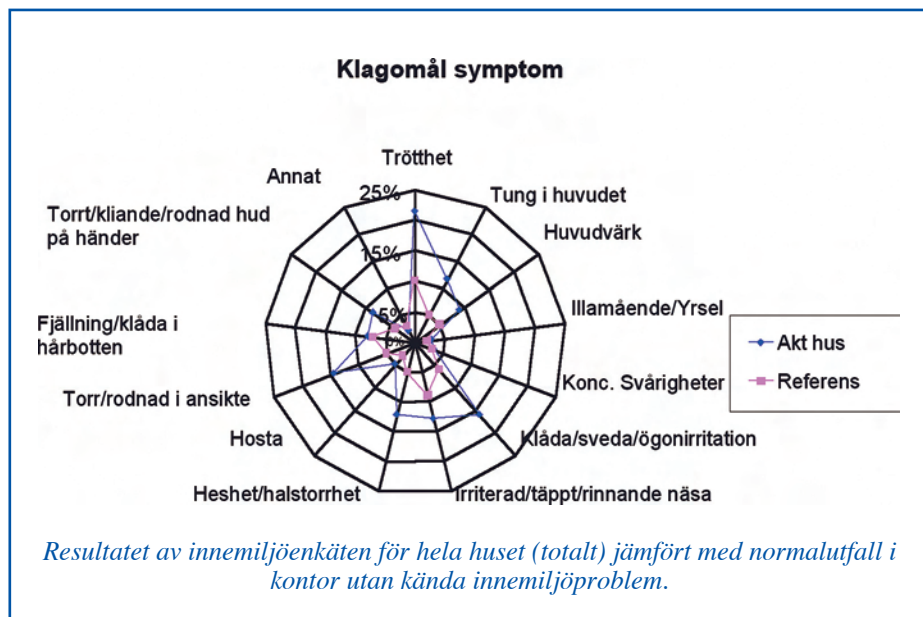 Klagomål symptom
Trötthet
Annat
25%
Tung i huvudet
Torrt/kliande/rodnad hud
på händer
Huvudvärk
15%
Illamående/Yrsel
Fjällning/klåda i
hårbotten
5%
0%
Akt hus
Referens
Konc. Svårigheter
Torr/rodnad i ansikte
Hosta
Klåda/sveda/ögonirritation
Heshet/halstorrhet
Irriterad/täppt/rinnande näsa
Resultatet av innemiljöenkäten för hela huset (totalt) jämfört med normalutfall i
kontor utan kända innemiljöproblem.